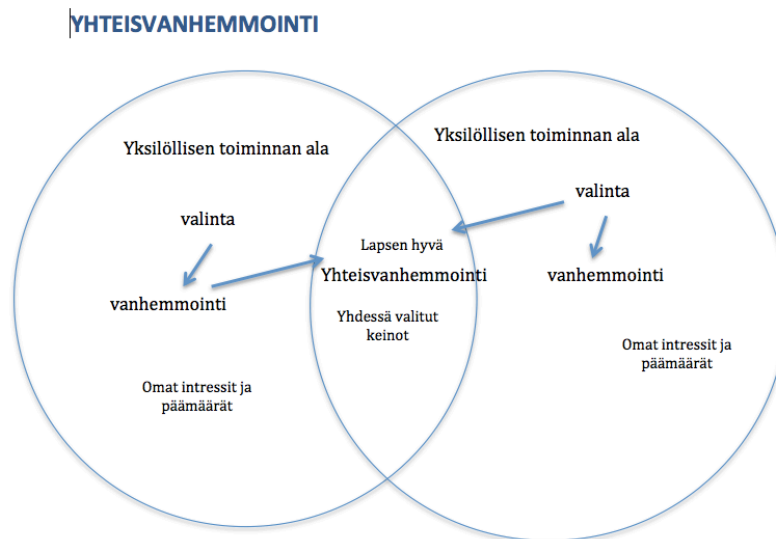 YHTEISVANHEMMOINTI
Yksilöllisen toiminnan ala
valinta
vanhemmointi
Omat intressit ja
päämäärät
Lapsen hyvä
Yhteisvanhemmointi
Yhdessä valitut
keinot
Yksilöllisen toiminnan ala
valinta
vanhemmointi
Omat intressit ja
päämäärät